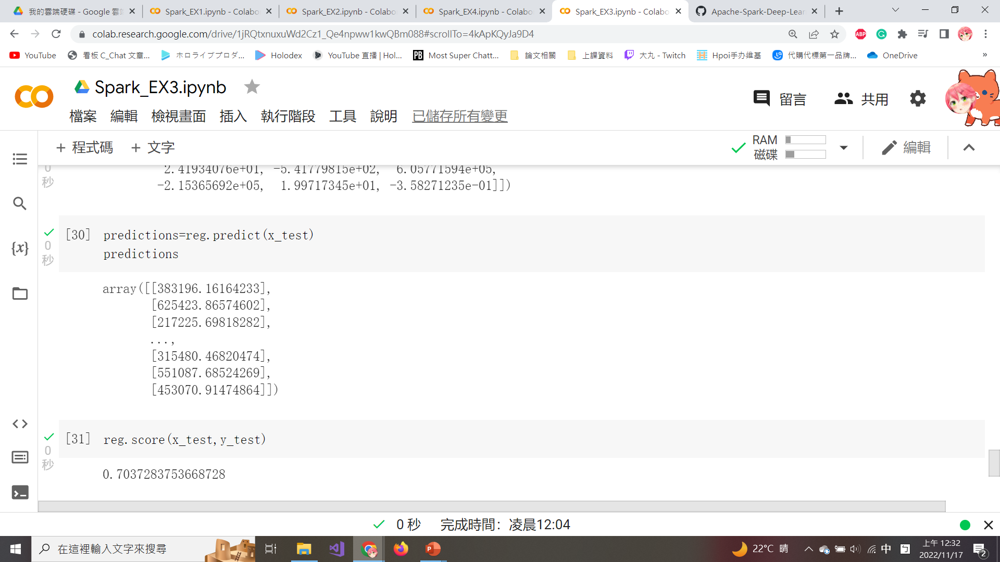 我的雲端硬碟 - Google 雲端
Spark_EX1.ipynb - Colabo
Spark_EX2.ipynb - Colabo
Spark_EX4.ipynb - Colabo
Spark_EX3.ipynb - Colabo
Apache-Spark-Deep-Lear
colab.research.google.com/drive/1jRQtxnuxuWd2Cz1_Qe4npww1kwQBm088#scrollTo=4kApKQyJa9D4
ABP
YouTube
看板 C_Chat 文章...
ホロライブプロダ...
Holodex
YouTube 直播 | Hol...
PB Most Super Chatt...
論文相關
上課資料
大丸 - Twitch
Hpoi手办维基
代購代標第一品牌...
OneDrive
»
Spark_EX3.ipynb
留言
共用
檔案 編輯 檢視畫面 插入 執行階段 工具 說明 已儲存所有變更
+ 程式碼 + 文字
RAM
磁碟
編輯
0
秒
2.41934076e+01, -5.41779815e+02, 6.05771594e+05,
-2.15365692e+05, 1.99717345e+01, -3.58271235e-01]])
{x}
0
秒
[30] predictions=reg.predict(x_test)
predictions
array([[383196.16164233],
[625423.86574602],
[217225.69818282],
...,
[315480.46820474],
[551087.68524269],
[453070.91474864]])
0
秒
[31] reg.score(x_test,y_test)
0.7037283753668728
0 秒 完成時間：凌晨12:04
在這裡輸入文字來搜尋
22°C 晴
中
上午 12:32
2022/11/17
2